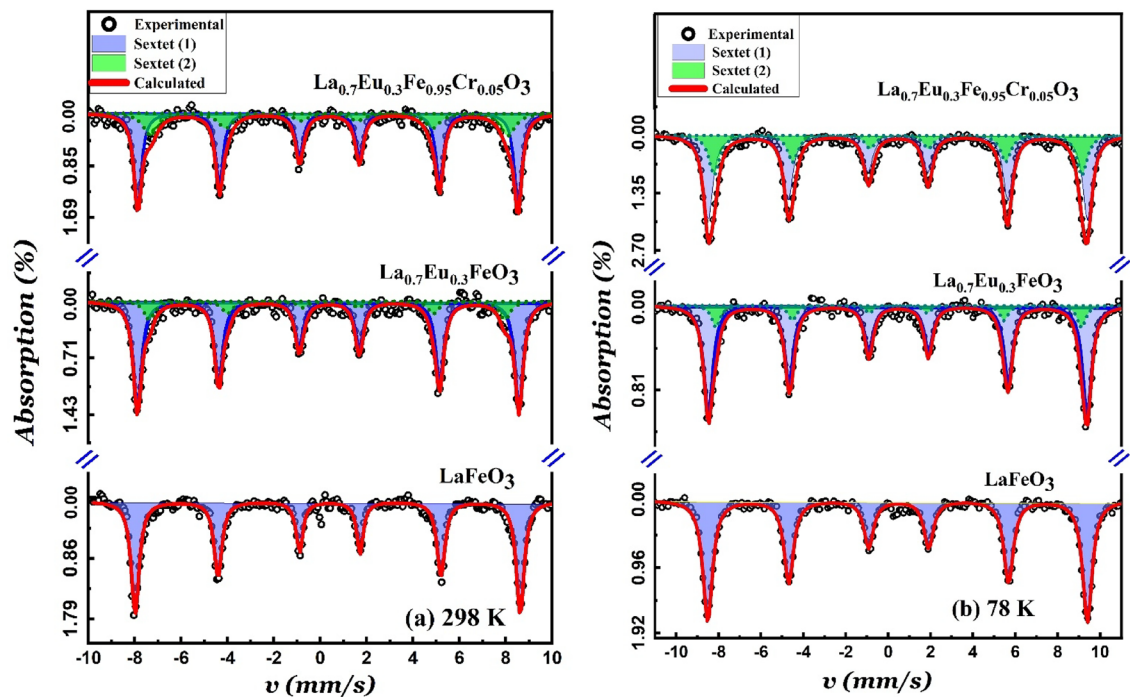 Experimental
Sextet (1)
Sextet (2)
Calculated
La0.7Eu0.3Fe0.95Cr0.05O3
0.00
0.85
1.69
La0.7Eu0.3FeO3
0.00
0.71
1.43
LaFeO3
0.00
0.86
1.79
(a) 298 K
-10 -8 -6 -4 -2 0 2 4 6 8 10
v (mm/s)
Absorption (%)
Experimental
Sextet (1)
Sextet (2)
Calculated
La0.7Eu0.3Fe0.95Cr0.05O3
0.00
1.35
2.70
La0.7Eu0.3FeO3
0.00
0.81
LaFeO3
0.00
0.96
1.92
(b) 78 K
-10 -8 -6 -4 -2 0 2 4 6 8 10
v (mm/s)
Absorption (%)